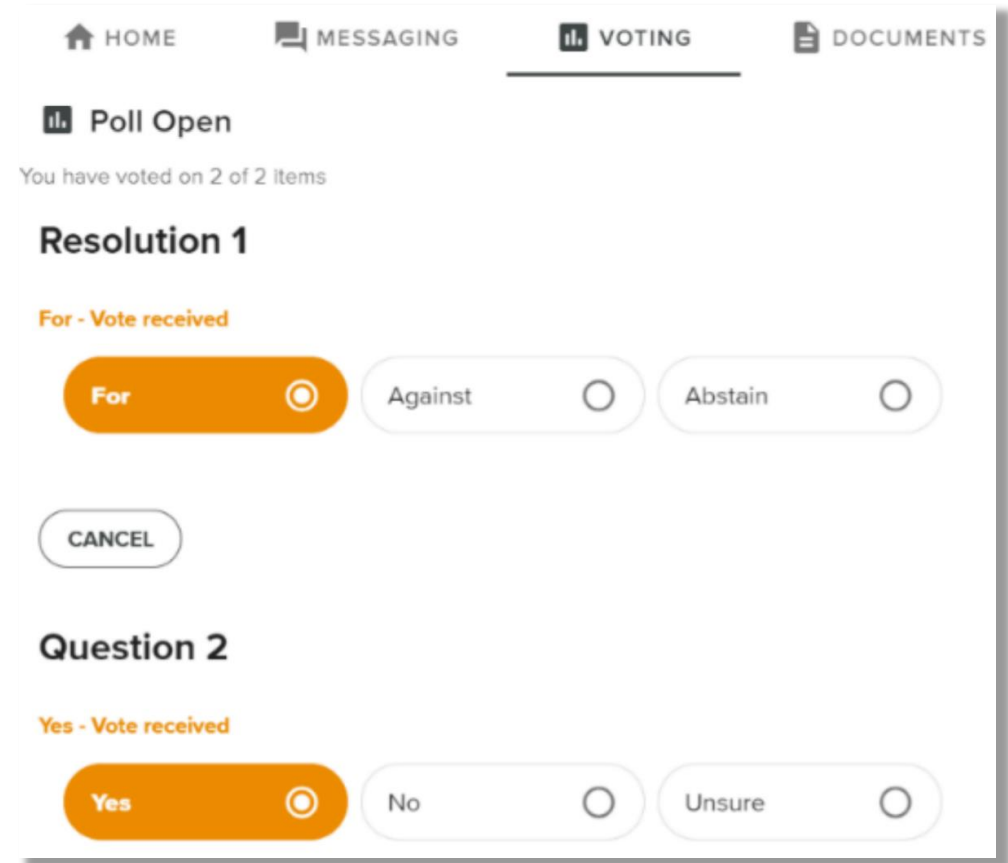 HOME MESSAGING VOTING DOCUMENTS
Poll Open
You have voted on 2 of 2 items
Resolution 1
For - Vote received
For Against Abstain
CANCEL
Question 2
Yes - Vote received
Yes No Unsure